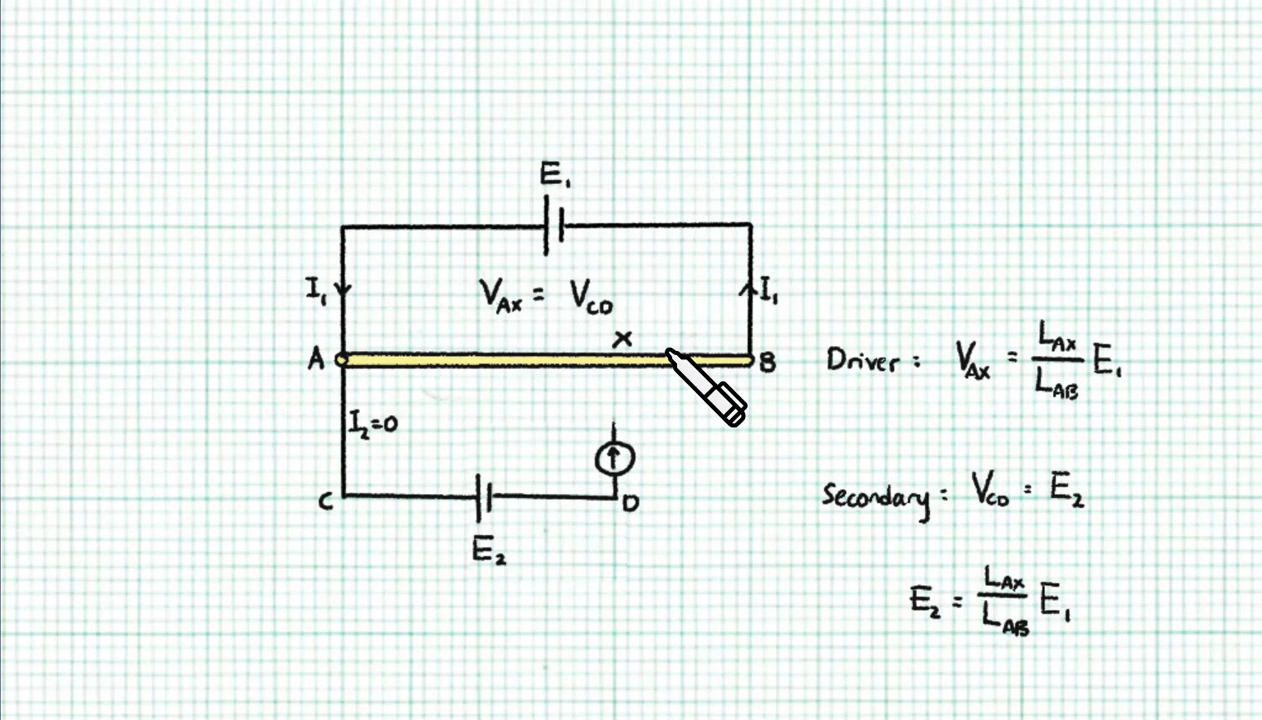 E₁
I₁
V_AX = V_CD
I₁
X
A
B
I₂=0
C
D
E₂
Driver : V_AX = L_AX/L_AB E₁
Secondary : V_CD = E₂
E₂ = L_AX/L_AB E₁